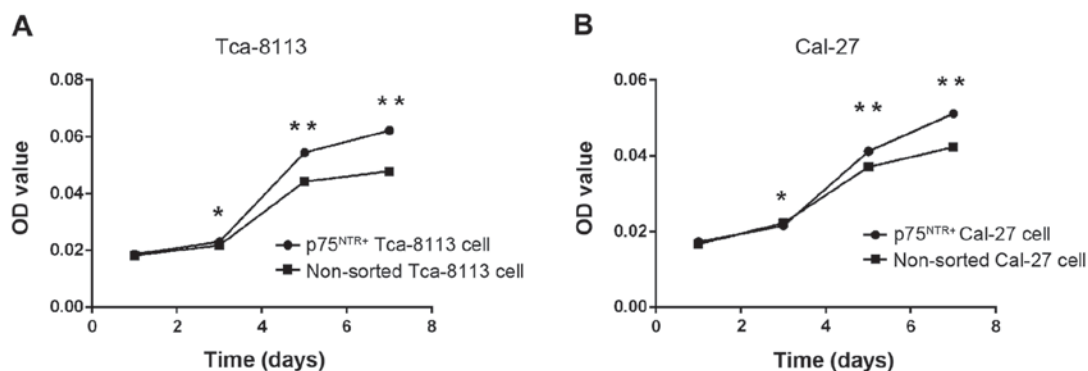 A
Tca-8113
0.08
0.06
0.04
0.02
0.00
OD value
*
* *
* *
p75NTR+ Tca-8113 cell
Non-sorted Tca-8113 cell
0 2 4 6 8
Time (days)
B
Cal-27
0.06
0.04
0.02
0.00
OD value
*
* *
* *
p75NTR+ Cal-27 cell
Non-sorted Cal-27 cell
0 2 4 6 8
Time (days)